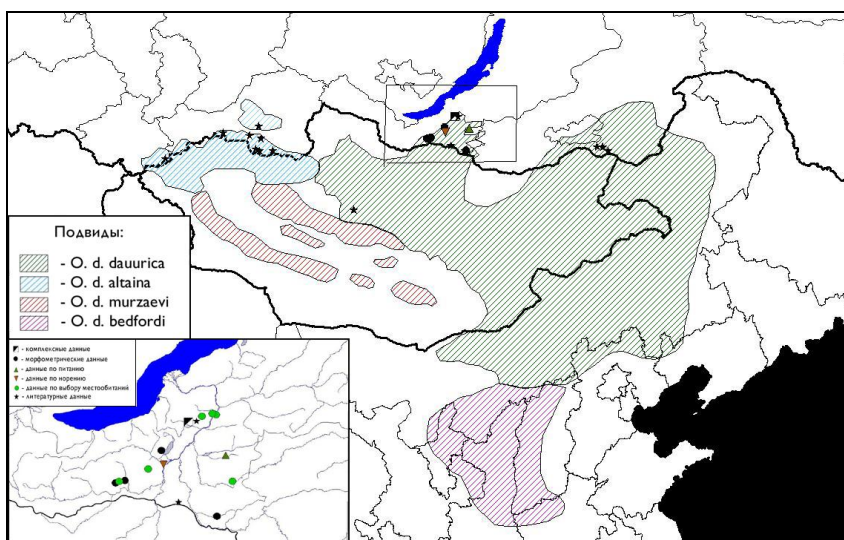 Подвиды:
- O. d. dauurica
- O. d. altaina
- O. d. murzaevi
- O. d. bedfordi
- комплексные данные
- морфометрические данные
- данные по питанию
- данные по норению
- данные по выбору местообитаний
- литературные данные